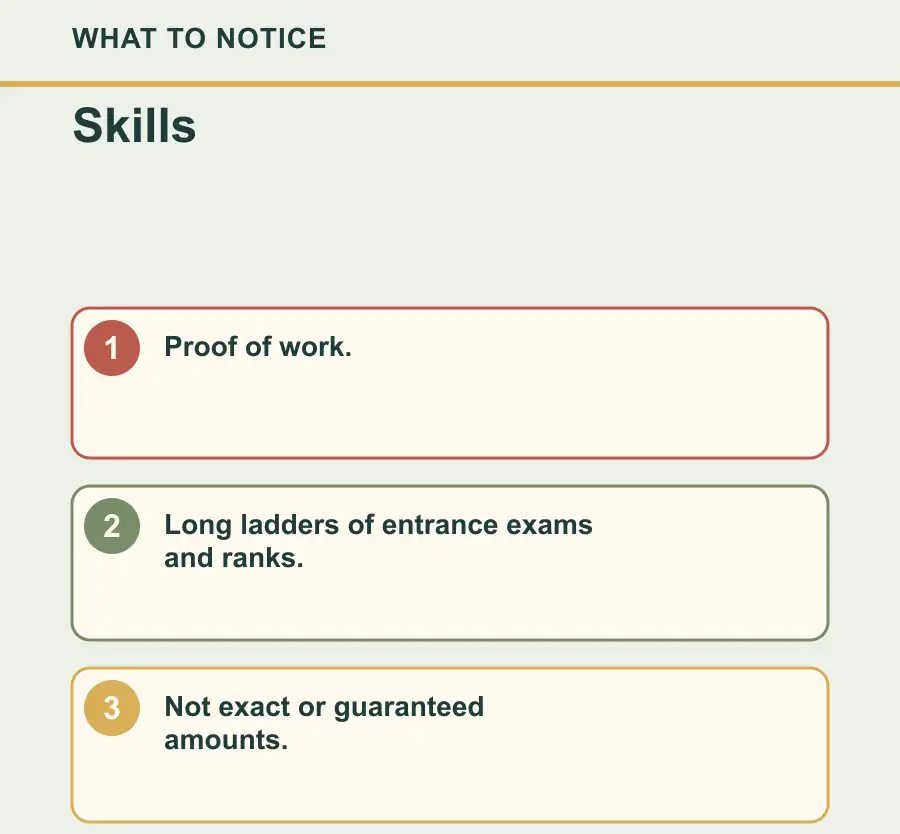 WHAT TO NOTICE
Skills
1
Proof of work.
2
Long ladders of entrance exams
and ranks.
3
Not exact or guaranteed
amounts.